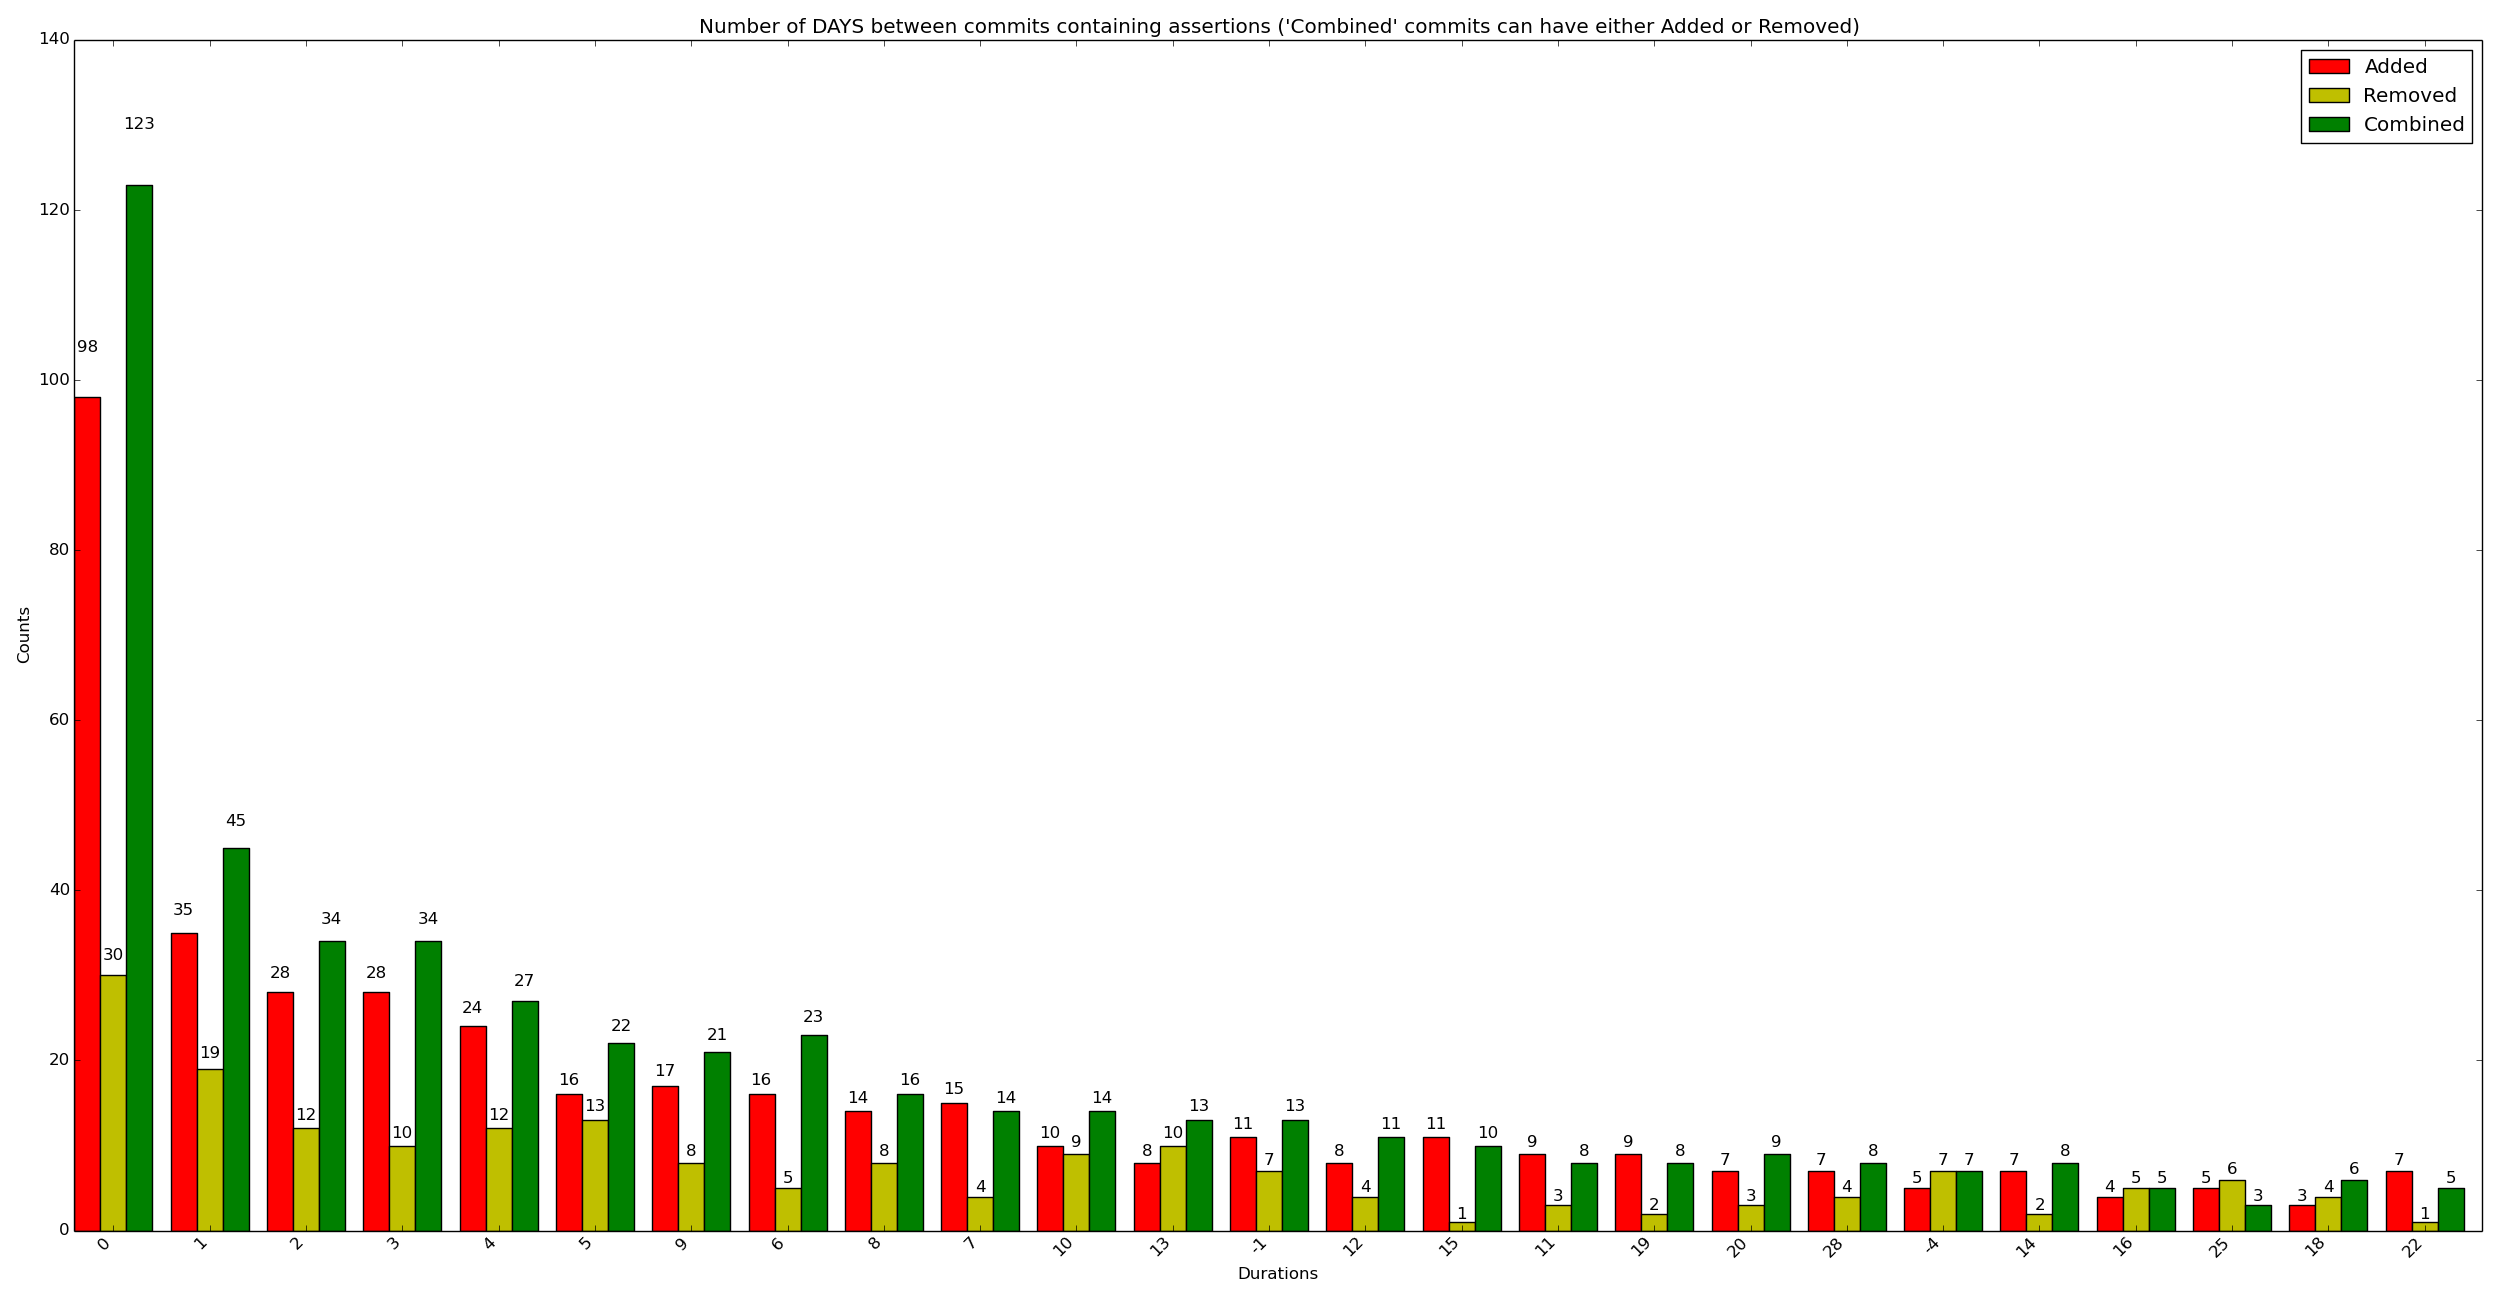 Number of DAYS between commits containing assertions ('Combined' commits can have either Added or Removed)
Added
Removed
Combined
140
120
100
80
60
40
20
0
Counts
98 30 123
35 19 45
28 12 34
28 10 34
24 12 27
16 13 22
17 8 21
16 5 23
14 8 16
15 4 14
10 9 14
8 10 13
11 7 13
8 4 11
11 1 10
9 3 8
9 2 8
7 3 9
7 4 8
5 7 7
7 2 8
4 5 5
5 6 3
3 4 6
7 1 5
0 1 2 3 4 5 9 6 8 7 10 13 -1 12 15 11 19 20 28 -4 14 16 25 18 22
Durations